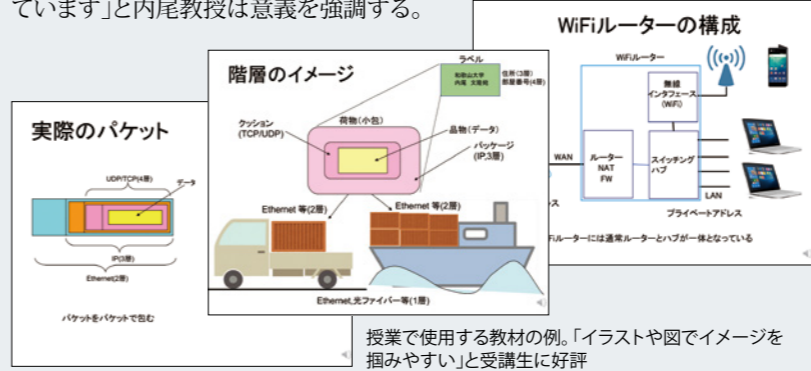 ています」と内尾教授は意義を強調する。
WiFiルーターの構成
WiFiルーター
無線
インタフェース
(WiFi)
WAN
ルーター
NAT
FW
スイッチング
ハブ
LAN
プライベートアドレス
ルーターには通常ルーターとハブが一体となっている
階層のイメージ
ラベル
和歌山大学
住所(3層)
部屋番号(4層)
荷物(小包)
クッション
(TCP/UDP)
品物(データ)
パッケージ
(IP,3層)
Ethernet 等(2層)
Ethernet 等(2層)
Ethernet,光ファイバー等(1層)
実際のパケット
UDP/TCP(4層)
データ
IP(3層)
Ethernet(2層)
パケットをパケットで包む
授業で使用する教材の例。「イラストや図でイメージを
掴みやすい」と受講生に好評